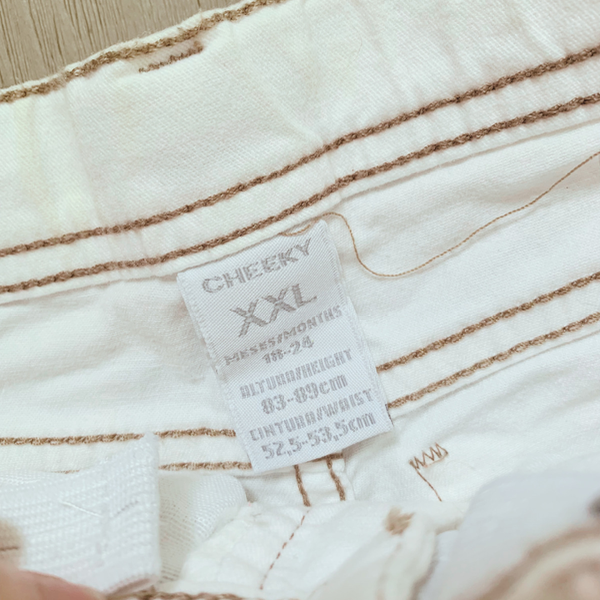 CHEEKY
XXL
MESES/MONTHS
18-24
ALTURA/HEIGHT
83-89cm
CINTURA/WAIST
52,5-53,5cm